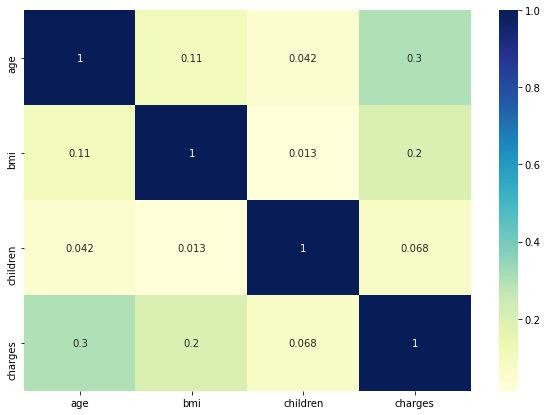 age 1 0.11 0.042 0.3
bmi 0.11 1 0.013 0.2
children 0.042 0.013 1 0.068
charges 0.3 0.2 0.068 1
age bmi children charges
1.0
0.8
0.6
0.4
0.2